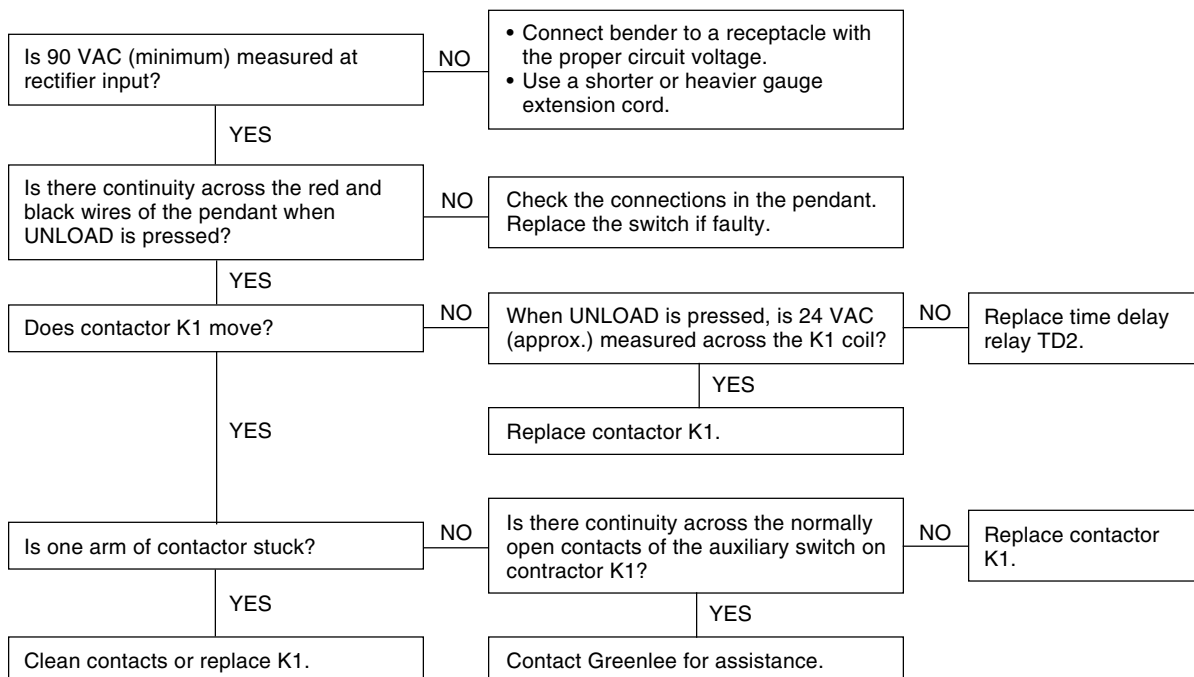 Is 90 VAC (minimum) measured at
rectifier input?
NO
• Connect bender to a receptacle with
the proper circuit voltage.
• Use a shorter or heavier gauge
extension cord.
YES
Is there continuity across the red and
black wires of the pendant when
UNLOAD is pressed?
NO
Check the connections in the pendant.
Replace the switch if faulty.
YES
Does contactor K1 move?
NO
When UNLOAD is pressed, is 24 VAC
(approx.) measured across the K1 coil?
NO
Replace time delay
relay TD2.
YES
Replace contactor K1.
YES
Is one arm of contactor stuck?
NO
Is there continuity across the normally
open contacts of the auxiliary switch on
contractor K1?
NO
Replace contactor
K1.
YES
Clean contacts or replace K1.
YES
Contact Greenlee for assistance.